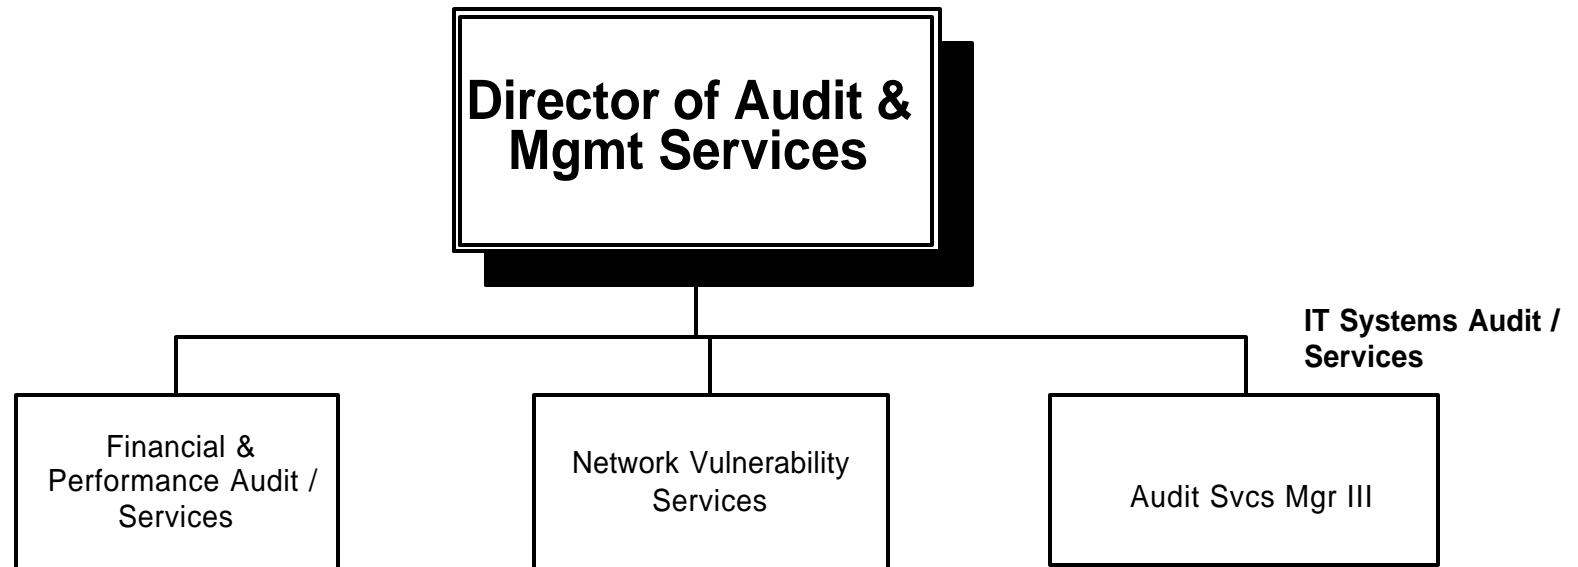 Director of Audit &
Mgmt Services
IT Systems Audit /
Services
Financial &
Performance Audit /
Services
Network Vulnerability
Services
Audit Svcs Mgr III